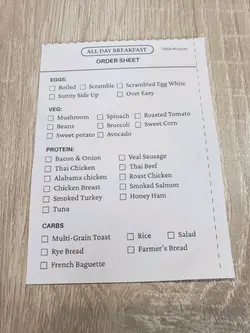 ALL DAY BREAKFAST
Table Number
ORDER SHEET
EGGS:
Boiled Scramble Scrambled Egg White
Sunny Side Up Over Easy
VEG:
Mushroom Spinach Roasted Tomato
Beans Broccoli Sweet Corn
Sweet potato Avocado
PROTEIN:
Bacon & Onion Veal Sausage
Thai Chicken Thai Beef
Alabama chicken Roast Chicken
Chicken Breast Smoked Salmon
Smoked Turkey Honey Ham
Tuna
CARBS
Multi-Grain Toast Rice Salad
Rye Bread Farmer's Bread
French Baguette